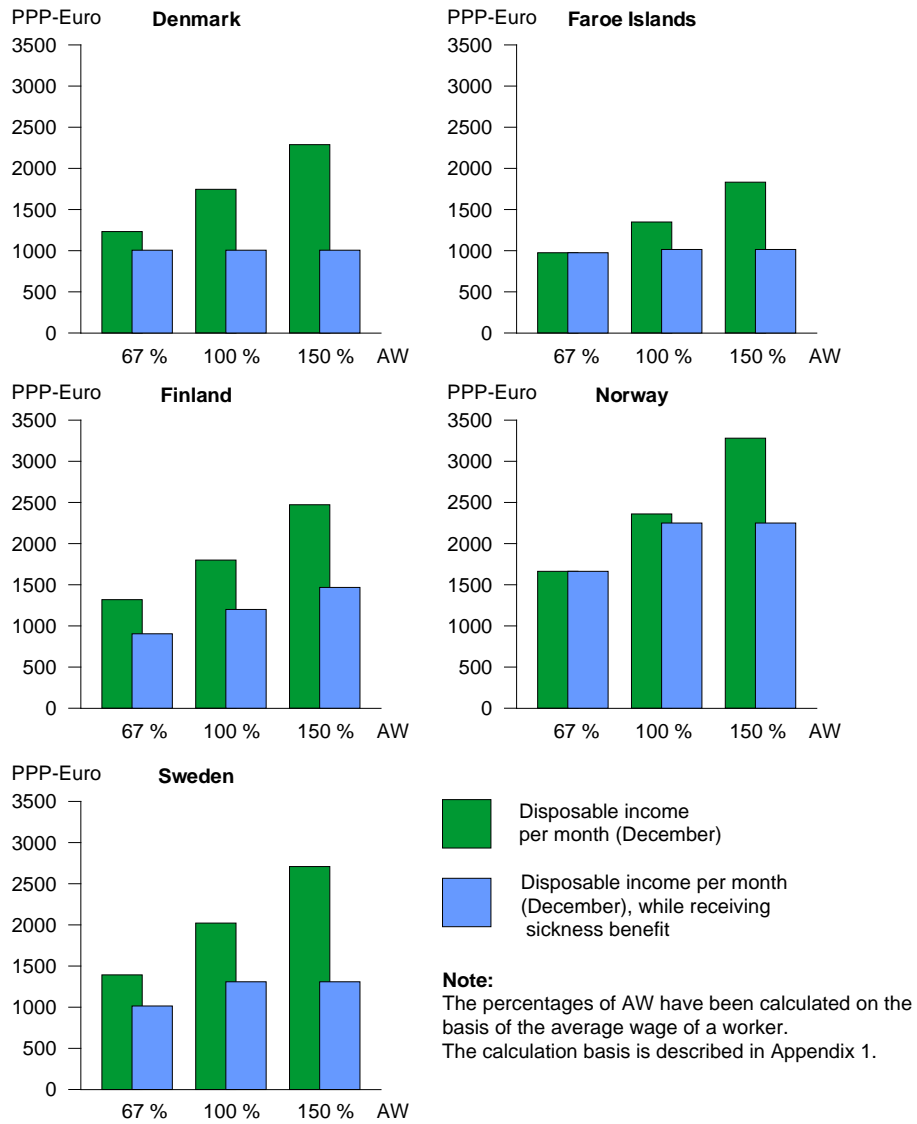 PPP-Euro
Denmark
3500
3000
2500
2000
1500
1000
500
0
67 % 100 % 150 % AW
PPP-Euro
Faroe Islands
3500
3000
2500
2000
1500
1000
500
0
67 % 100 % 150 % AW
PPP-Euro
Finland
3500
3000
2500
2000
1500
1000
500
0
67 % 100 % 150 % AW
PPP-Euro
Norway
3500
3000
2500
2000
1500
1000
500
0
67 % 100 % 150 % AW
PPP-Euro
Sweden
3500
3000
2500
2000
1500
1000
500
0
67 % 100 % 150 % AW
Disposable income
per month (December)
Disposable income per month
(December), while receiving
sickness benefit
Note:
The percentages of AW have been calculated on the
basis of the average wage of a worker.
The calculation basis is described in Appendix 1.